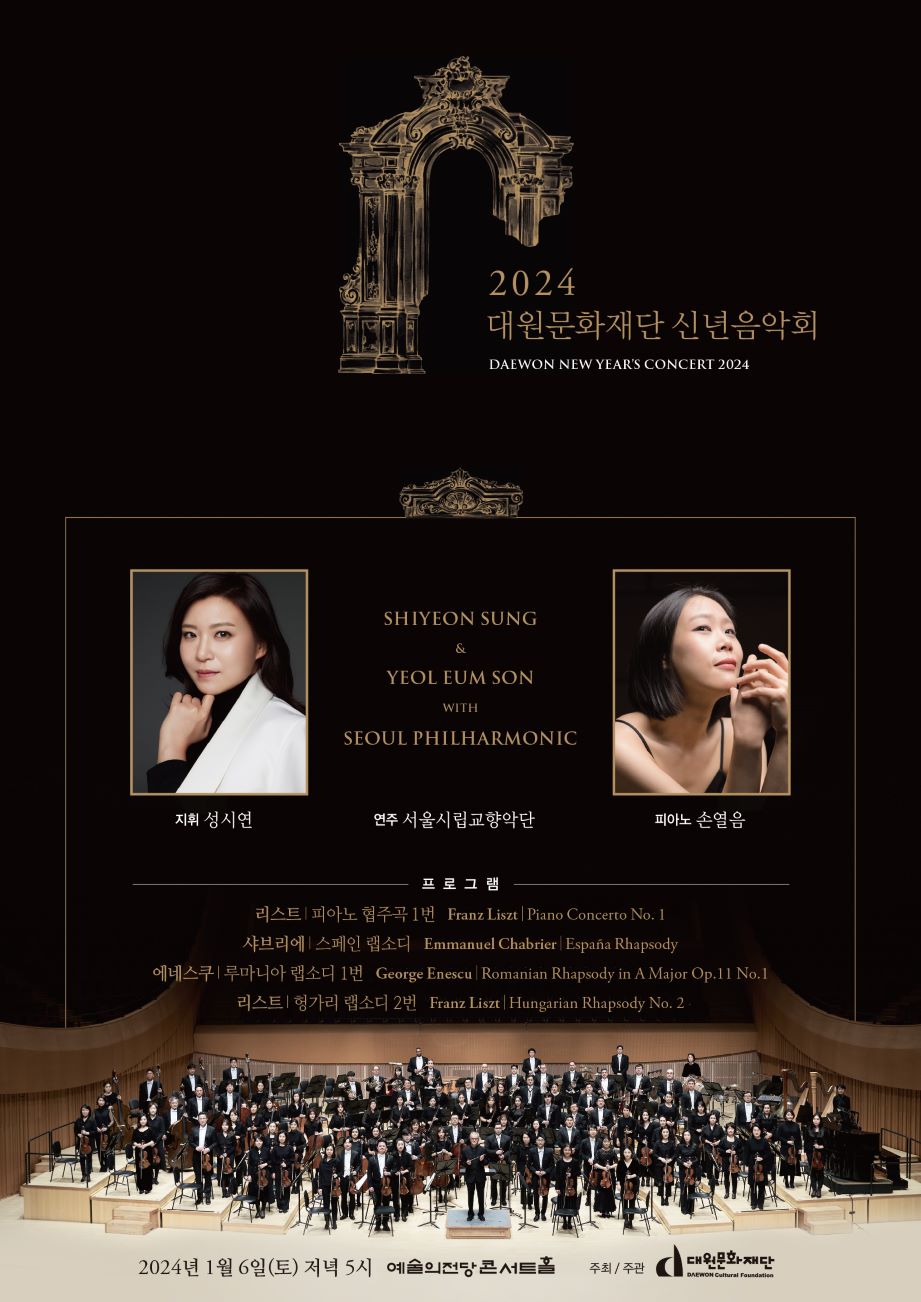 2024
대원문화재단 신년음악회
DAEWON NEW YEAR'S CONCERT 2024
SHIYEON SUNG
&
YEOL EUM SON
WITH
SEOUL PHILHARMONIC
지휘 성시연
연주 서울시립교향악단
피아노 손열음
프로그램
리스트 | 피아노 협주곡 1번 Franz Liszt | Piano Concerto No. 1
샤브리에 | 스페인 랩소디 Emmanuel Chabrier | España Rhapsody
에네스쿠 | 루마니아 랩소디 1번 George Enescu | Romanian Rhapsody in A Major Op.11 No.1
리스트 | 헝가리 랩소디 2번 Franz Liszt | Hungarian Rhapsody No. 2
2024년 1월 6일(토) 저녁 5시 예술의전당 콘서트홀 주최 / 주관 대원문화재단
DAEWON Cultural Foundation